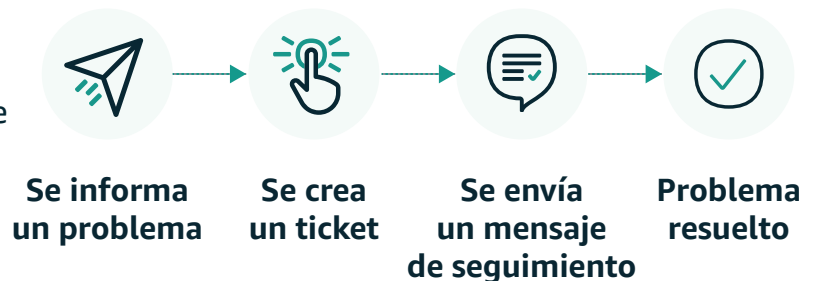 e
Se informa
un problema
Se crea
un ticket
Se envía
un mensaje
de seguimiento
Problema
resuelto